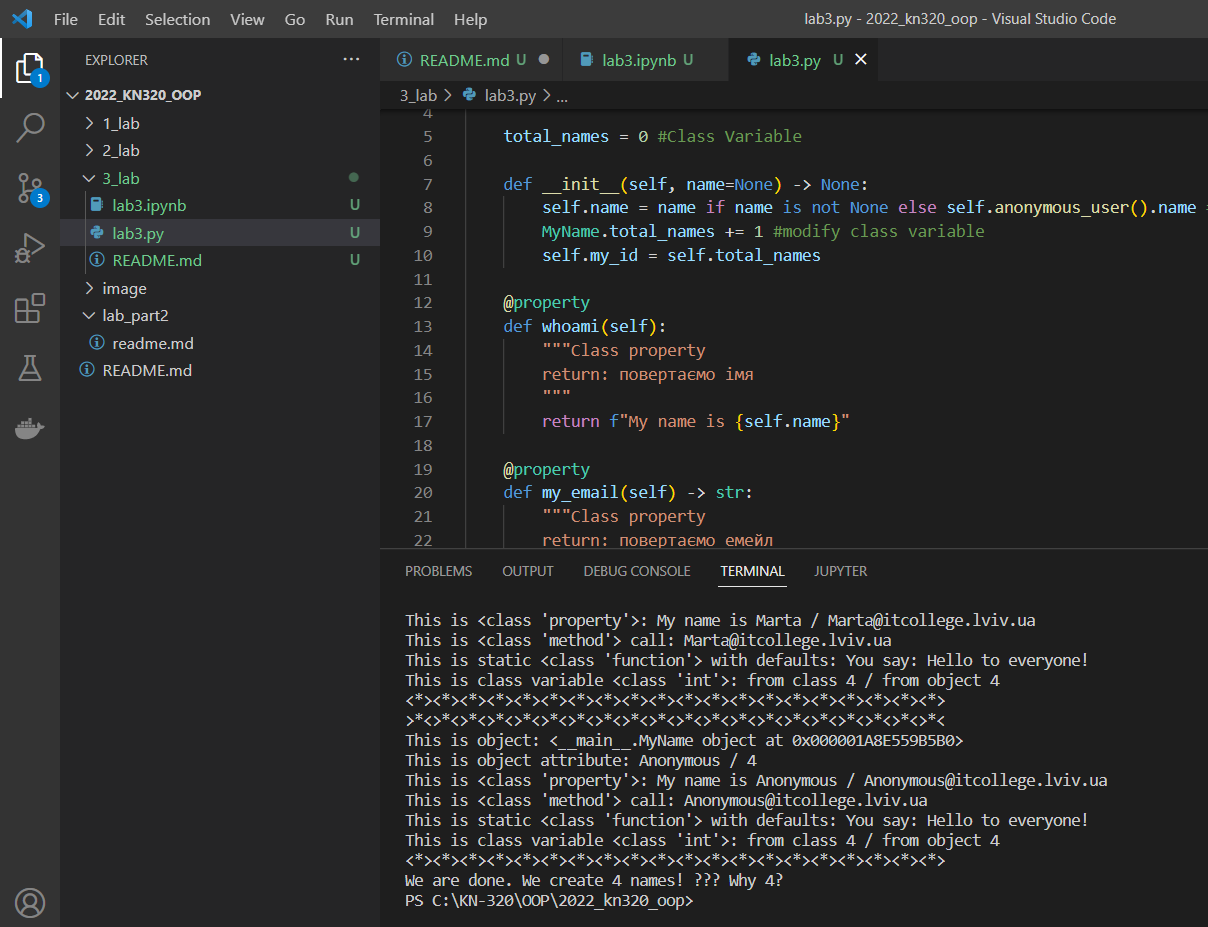 File Edit Selection View Go Run Terminal Help
lab3.py - 2022_kn320_oop - Visual Studio Code
EXPLORER ...
2022_KN320_OOP
1_lab
2_lab
3_lab
lab3.ipynb U
lab3.py U
README.md U
image
lab_part2
readme.md
README.md
1
3
README.md U
lab3.ipynb U
lab3.py U
3_lab > lab3.py > ...
4
5 total_names = 0 #Class Variable
6
7 def __init__(self, name=None) -> None:
8 self.name = name if name is not None else self.anonymous_user().name =
9 MyName.total_names += 1 #modify class variable
10 self.my_id = self.total_names
11
12 @property
13 def whoami(self):
14 """Class property
15 return: повертаємо імя
16 """
17 return f"My name is {self.name}"
18
19 @property
20 def my_email(self) -> str:
21 """Class property
22 return: повертаємо емейл
PROBLEMS OUTPUT DEBUG CONSOLE TERMINAL JUPYTER
This is <class 'property'>: My name is Marta / Marta@itcollege.lviv.ua
This is <class 'method'> call: Marta@itcollege.lviv.ua
This is static <class 'function'> with defaults: You say: Hello to everyone!
This is class variable <class 'int'>: from class 4 / from object 4
<*><*><*><*><*><*><*><*><*><*><*><*><*><*><*><*><*><*><*><*>
>*<>*<>*<>*<>*<>*<>*<>*<>*<>*<>*<>*<>*<>*<>*<>*<>*<>*<>*<>*<
This is object: <__main__.MyName object at 0x000001A8E559B5B0>
This is object attribute: Anonymous / 4
This is <class 'property'>: My name is Anonymous / Anonymous@itcollege.lviv.ua
This is <class 'method'> call: Anonymous@itcollege.lviv.ua
This is static <class 'function'> with defaults: You say: Hello to everyone!
This is class variable <class 'int'>: from class 4 / from object 4
<*><*><*><*><*><*><*><*><*><*><*><*><*><*><*><*><*><*><*><*>
We are done. We create 4 names! ??? Why 4?
PS C:\KN-320\OOP\2022_kn320_oop>